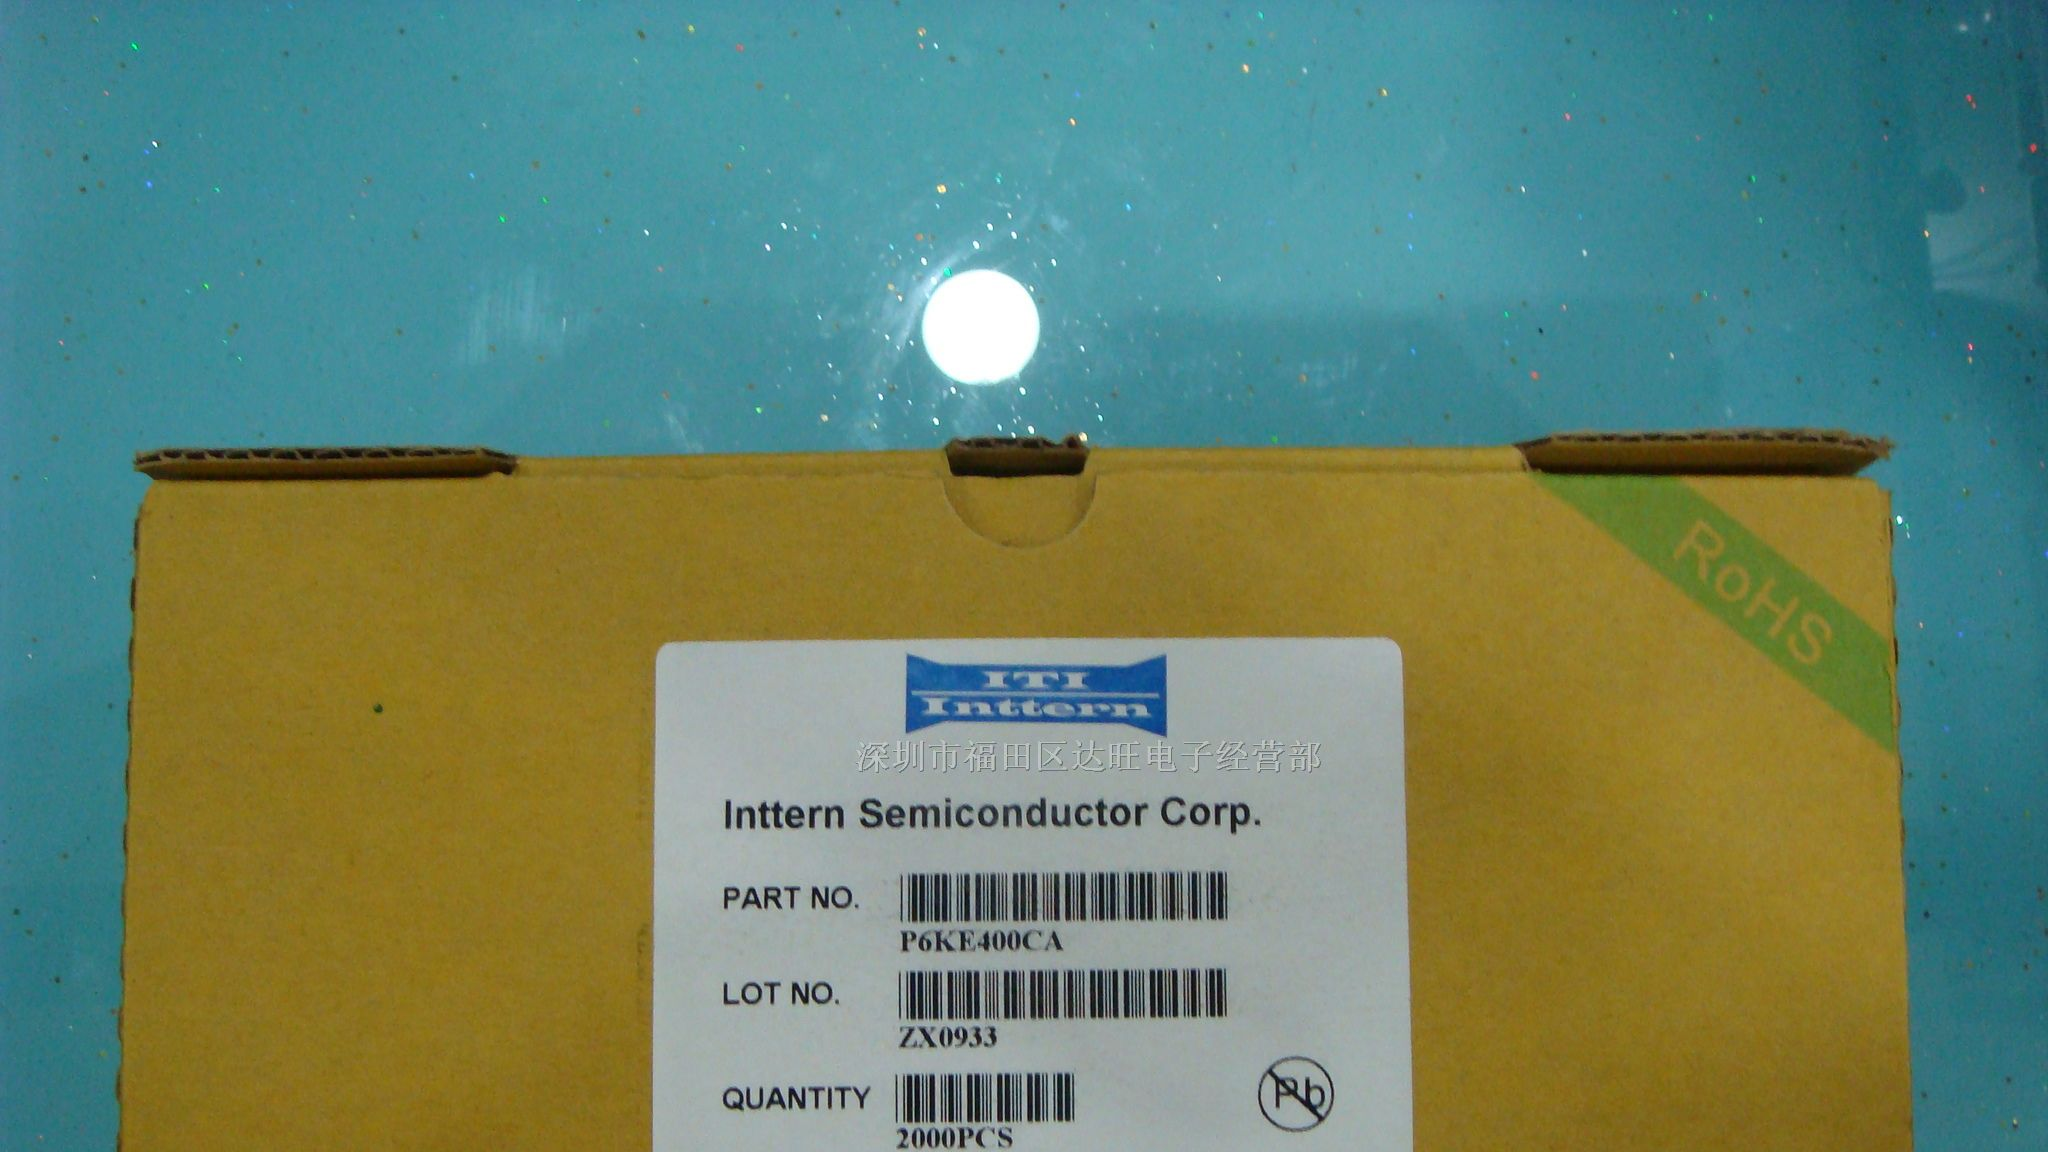 RoHS
ITI
Inttern
深圳市福田区达旺电子经营部
Inttern Semiconductor Corp.
PART NO.
P6KE400CA
LOT NO.
ZX0933
QUANTITY
Pb
2000PCS